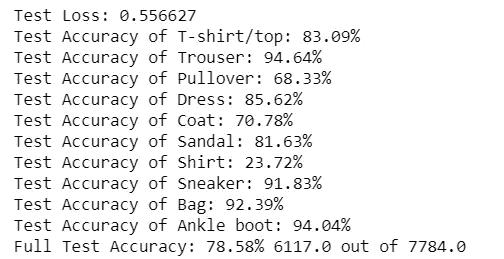 Test Loss: 0.556627
Test Accuracy of T-shirt/top: 83.09%
Test Accuracy of Trouser: 94.64%
Test Accuracy of Pullover: 68.33%
Test Accuracy of Dress: 85.62%
Test Accuracy of Coat: 70.78%
Test Accuracy of Sandal: 81.63%
Test Accuracy of Shirt: 23.72%
Test Accuracy of Sneaker: 91.83%
Test Accuracy of Bag: 92.39%
Test Accuracy of Ankle boot: 94.04%
Full Test Accuracy: 78.58% 6117.0 out of 7784.0